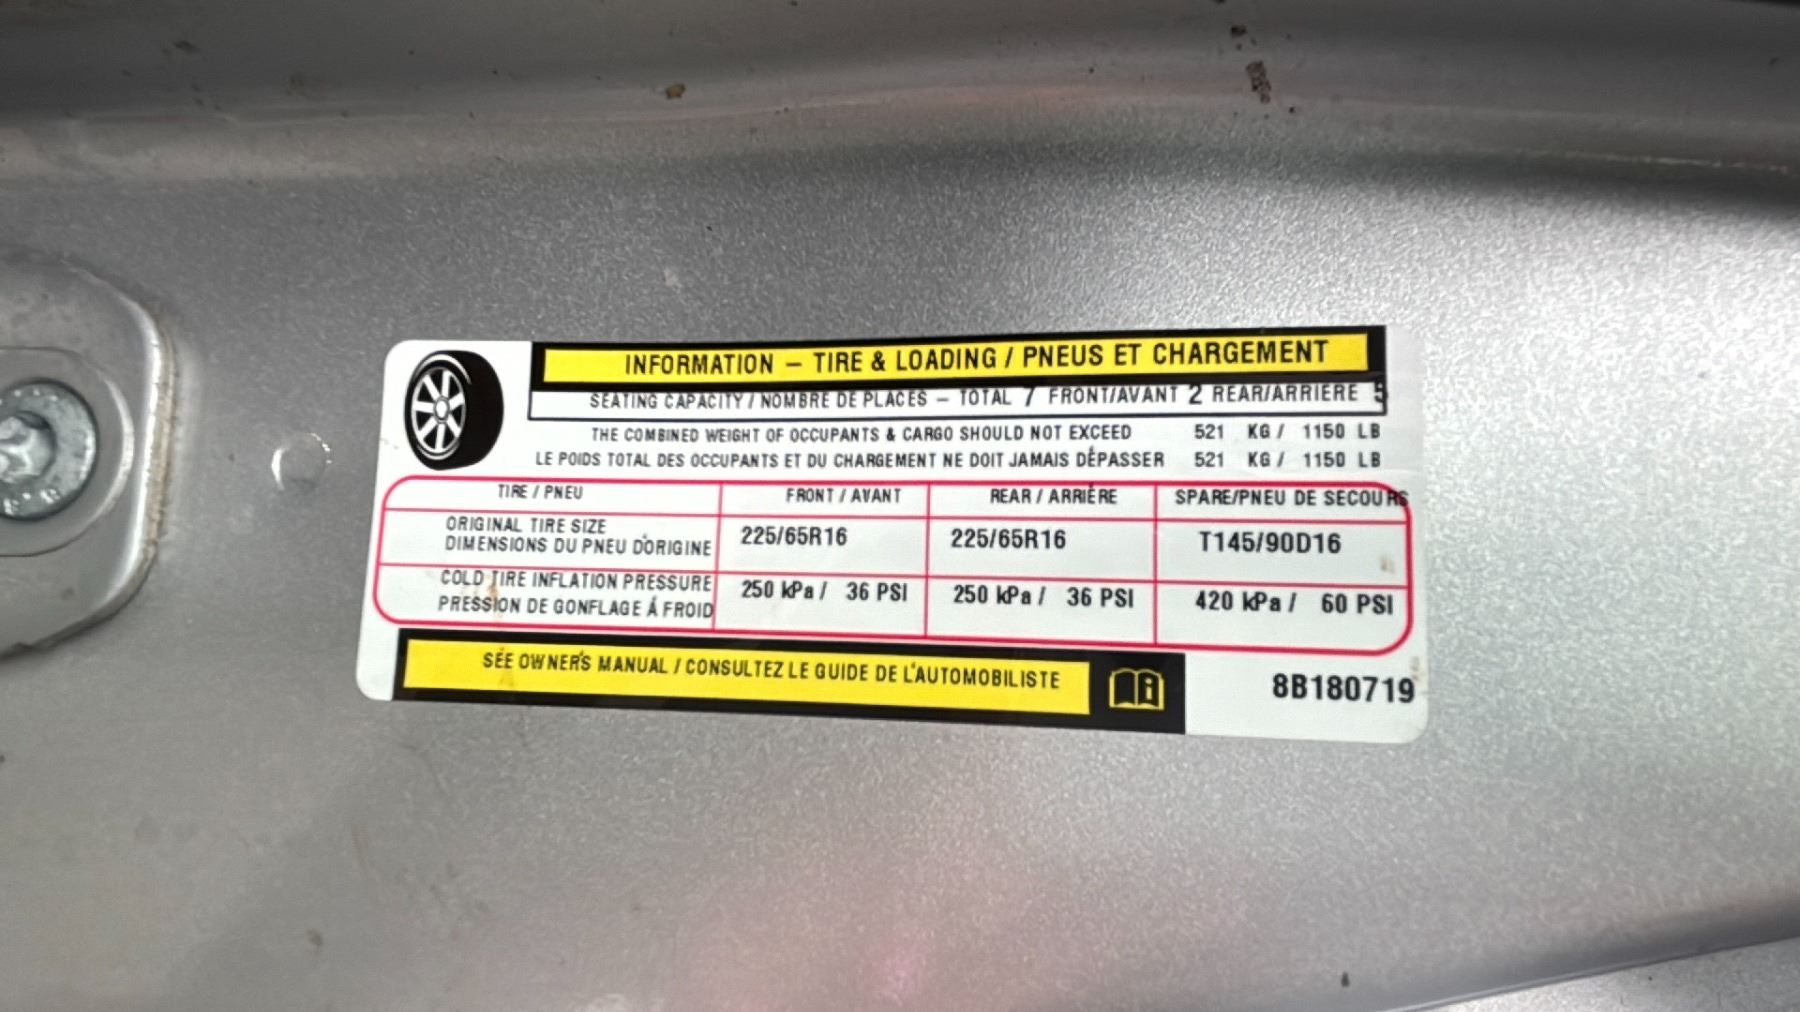 INFORMATION – TIRE & LOADING / PNEUS ET CHARGEMENT
SEATING CAPACITY / NOMBRE DE PLACES – TOTAL 7 FRONT/AVANT 2 REAR/ARRIERE 5
THE COMBINED WEIGHT OF OCCUPANTS & CARGO SHOULD NOT EXCEED 521 KG / 1150 LB
LE POIDS TOTAL DES OCCUPANTS ET DU CHARGEMENT NE DOIT JAMAIS DÉPASSER 521 KG / 1150 LB
TIRE / PNEU FRONT / AVANT REAR / ARRIÈRE SPARE/PNEU DE SECOURS
ORIGINAL TIRE SIZE
DIMENSIONS DU PNEU D'ORIGINE 225/65R16 225/65R16 T145/90D16
COLD TIRE INFLATION PRESSURE
PRESSION DE GONFLAGE Á FROID 250 kPa / 36 PSI 250 kPa / 36 PSI 420 kPa / 60 PSI
SEE OWNER'S MANUAL / CONSULTEZ LE GUIDE DE L'AUTOMOBILISTE
8B180719